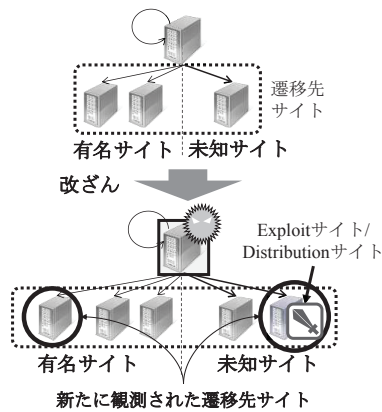 遷移先
サイト
有名サイト 未知サイト
改ざん
Exploitサイト/
Distributionサイト
有名サイト 未知サイト
新たに観測された遷移先サイト